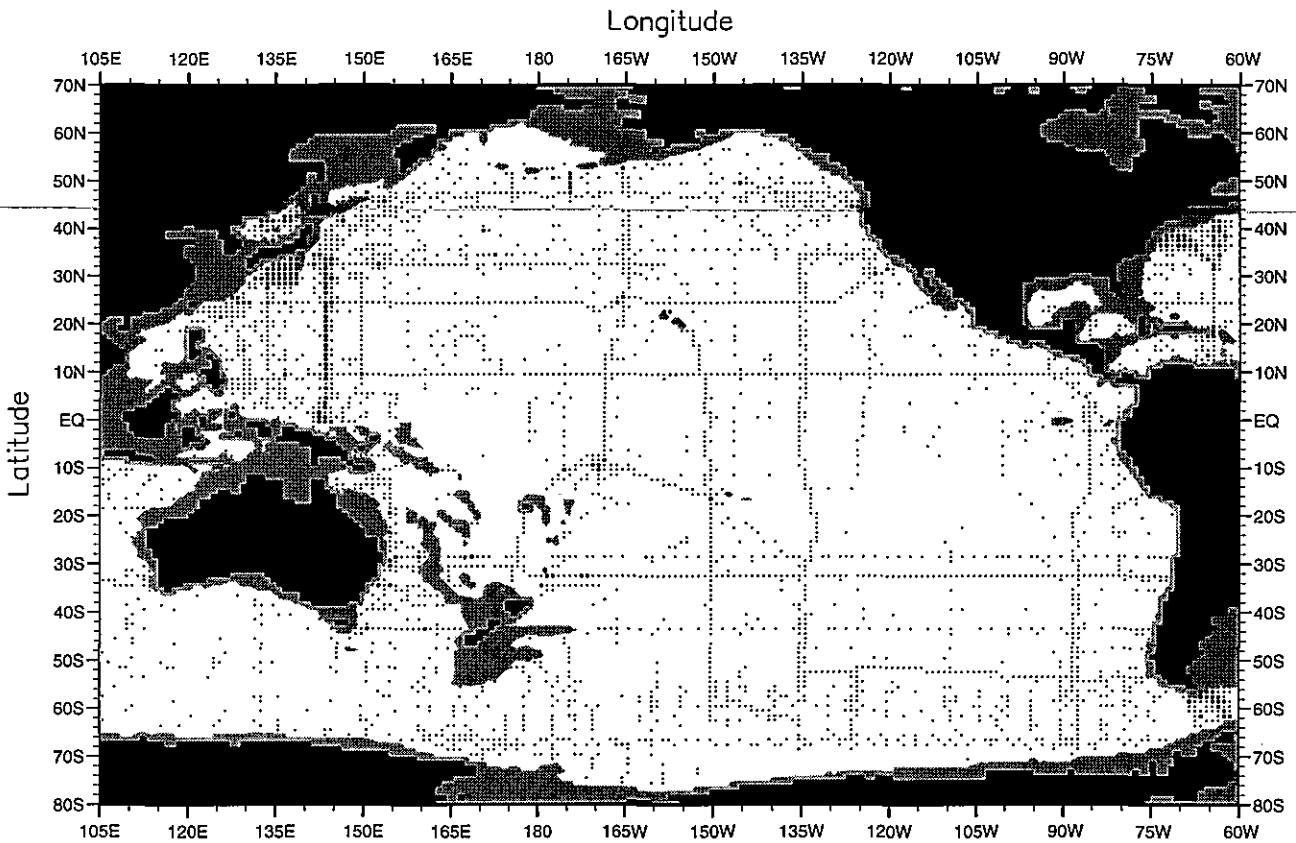 Longitude
105E 120E 135E 150E 165E 180 165W 150W 135W 120W 105W 90W 75W 60W
70N 70N
60N 60N
50N 50N
40N 40N
30N 30N
20N 20N
10N 10N
EQ EQ
Latitude
10S 10S
20S 20S
30S 30S
40S 40S
50S 50S
60S 60S
70S 70S
80S 80S
105E 120E 135E 150E 165E 180 165W 150W 135W 120W 105W 90W 75W 60W